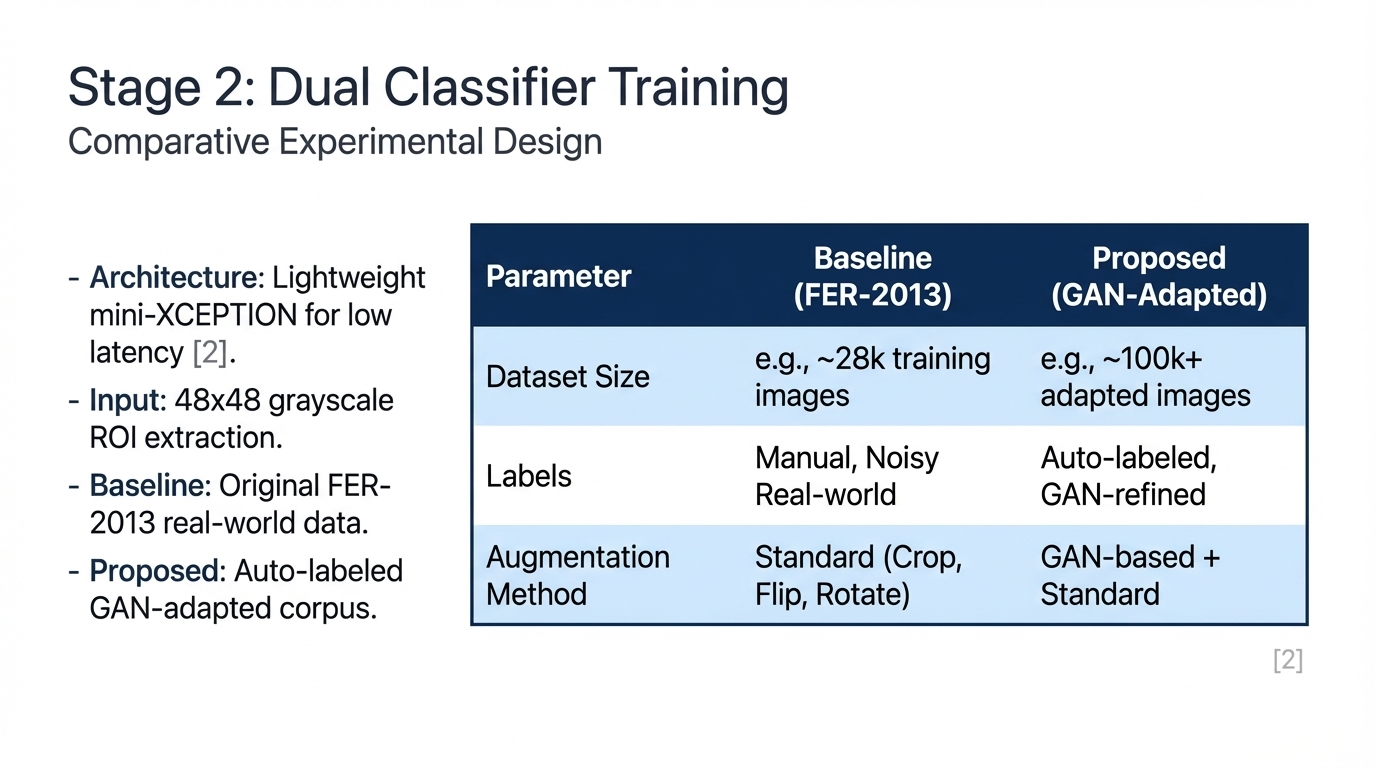 Stage 2: Dual Classifier Training
Comparative Experimental Design
- Architecture: Lightweight
mini-XCEPTION for low
latency [2].
- Input: 48x48 grayscale
ROI extraction.
- Baseline: Original FER-
2013 real-world data.
- Proposed: Auto-labeled
GAN-adapted corpus.
Parameter
Baseline
(FER-2013)
Proposed
(GAN-Adapted)
Dataset Size
e.g., ~28k training
images
e.g., ~100k+
adapted images
Labels
Manual, Noisy
Real-world
Auto-labeled,
GAN-refined
Augmentation
Method
Standard (Crop,
Flip, Rotate)
GAN-based +
Standard
[2]